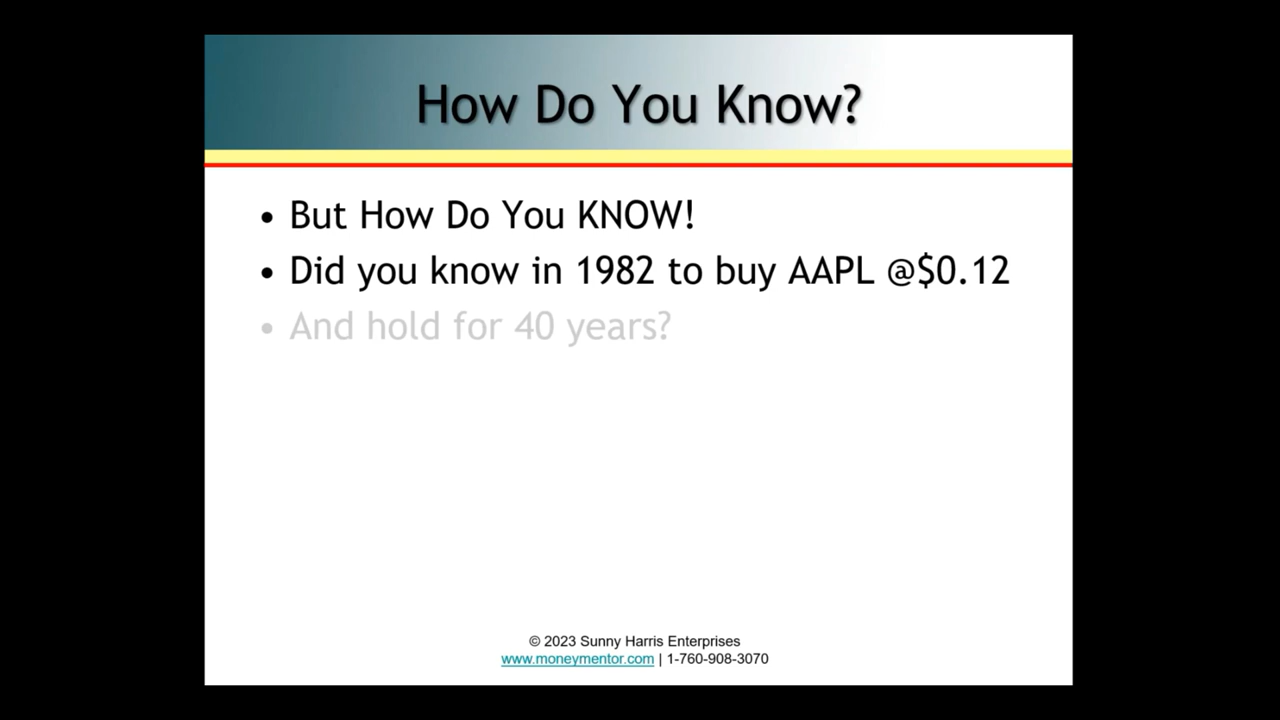 How Do You Know?
• But How Do You KNOW!
• Did you know in 1982 to buy AAPL @$0.12
• And hold for 40 years?
© 2023 Sunny Harris Enterprises
www.moneymentor.com | 1-760-908-3070